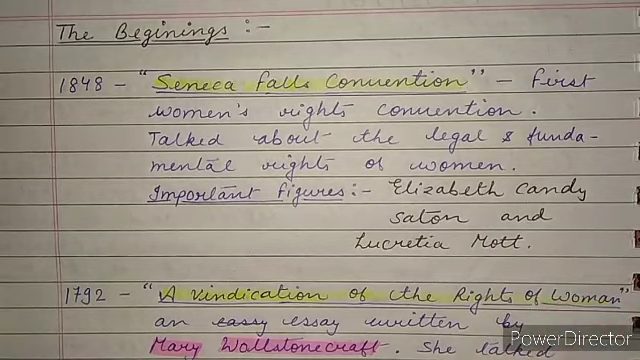 The Beginings :-
1848 - "Seneca Falls Convention" - First
women's rights convention.
Talked about the legal & funda-
mental rights of women.
Important figures :- Elizabeth Candy
Saton and
Lucretia Mott.
1792 - "A vindication of the Rights of Woman"
an essay written by
Mary Wollstonecraft. She talked
PowerDirector